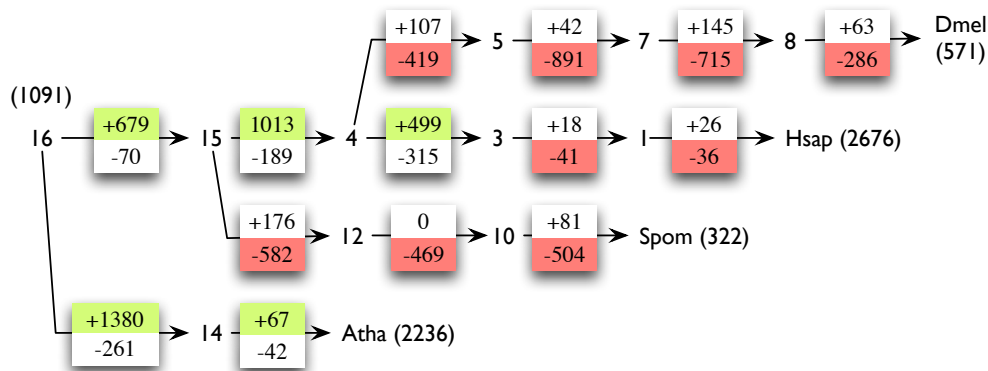 +107 +42 +145 +63 Dmel
5 7 8
-419 -891 -715 -286 (571)
(1091)
+679 1013 +499 +18 +26
16 15 4 3 1 Hsap (2676)
-70 -189 -315 -41 -36
+176 0 +81
12 10 Spom (322)
-582 -469 -504
+1380 +67
14 Atha (2236)
-261 -42